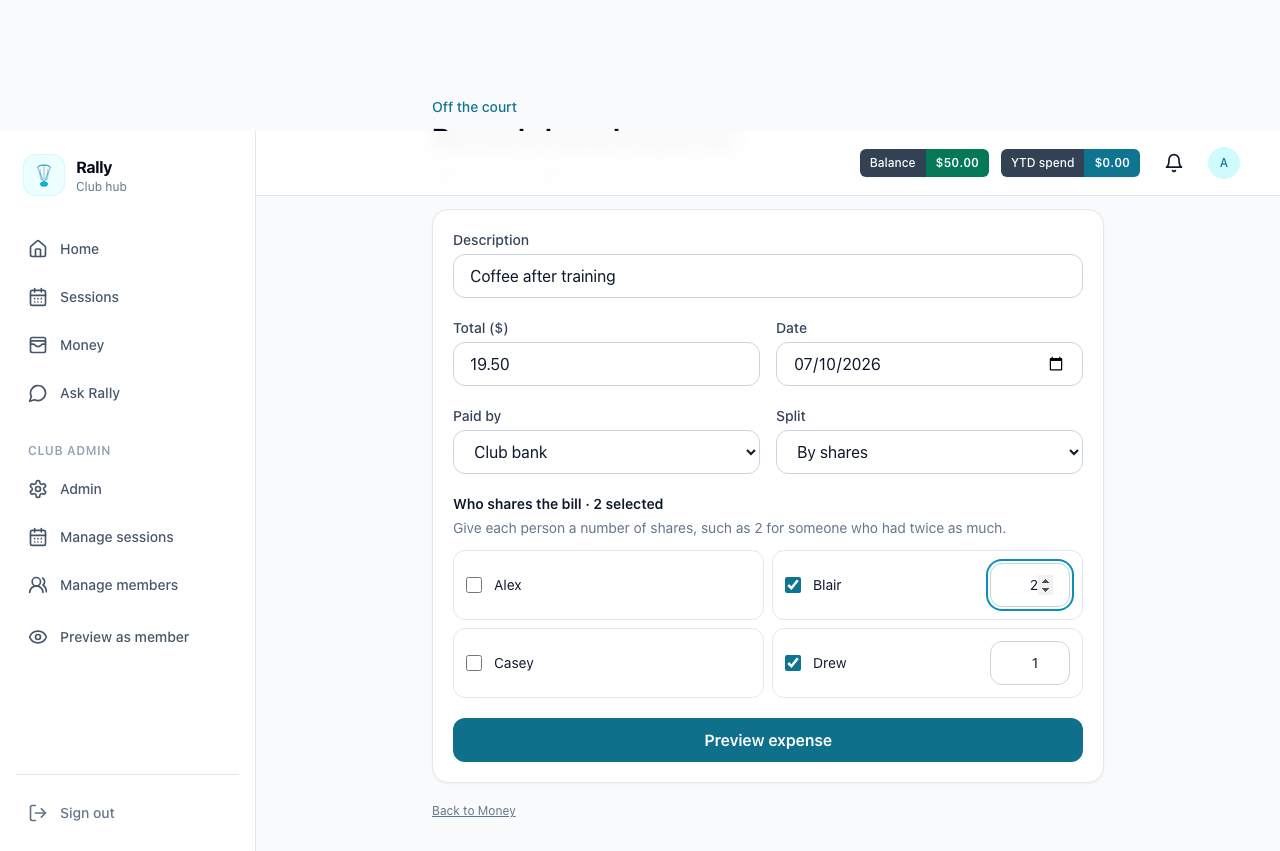 Off the court
Rally
Club hub
Balance $50.00 YTD spend $0.00 A
Home
Sessions
Money
Ask Rally
CLUB ADMIN
Admin
Manage sessions
Manage members
Preview as member
Sign out
Description
Coffee after training
Total ($) Date
19.50 07/10/2026
Paid by Split
Club bank By shares
Who shares the bill · 2 selected
Give each person a number of shares, such as 2 for someone who had twice as much.
Alex Blair 2
Casey Drew 1
Preview expense
Back to Money